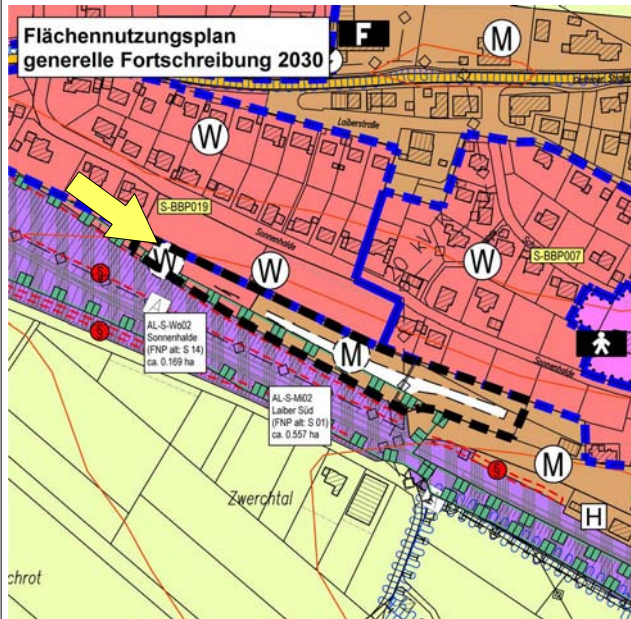 Flächennutzungsplan
generelle Fortschreibung 2030
F
M
Laiberstraße
W
S-BBP019
W
S-BBP007
Sonnenhalde
W
W
Sonnenhalde
§
A
AL-S-Wo02
Sonnenhalde
(FNP alt: S 14)
ca. 0.169 ha
M
§
AL-S-Mi02
Laiber Süd
(FNP alt: S 01)
ca. 0.557 ha
§
M
H
Zwerchtal
chrot